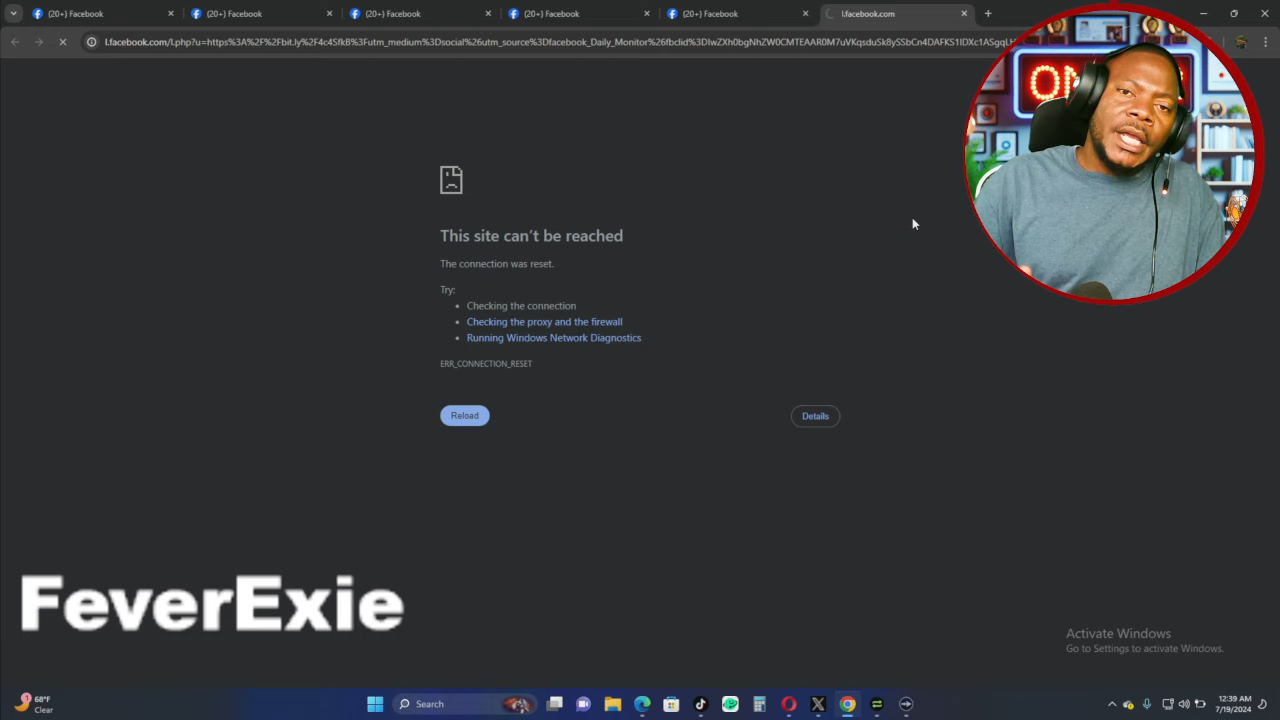 (20+) Facebook
(20+) Facebook
(20+) Facebook
(20+) Facebook
(20+) Facebook
l.facebook.com
This site can't be reached
The connection was reset.
Try:
Checking the connection
Checking the proxy and the firewall
Running Windows Network Diagnostics
ERR_CONNECTION_RESET
Reload
Details
FeverExie
Activate Windows
Go to Settings to activate Windows.
1
68°F
Clear
Search
12:39 AM
7/19/2024